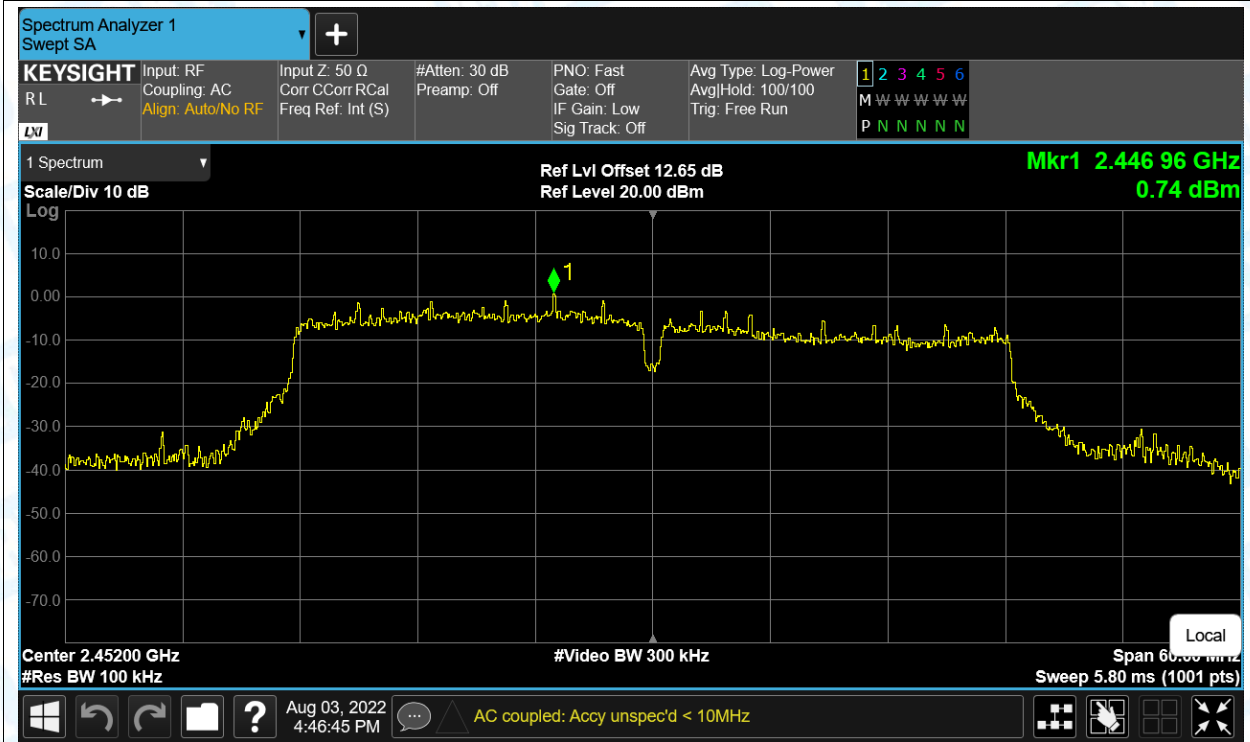 Spectrum Analyzer 1
Swept SA
+
KEYSIGHT
R L
LXI
Input: RF
Coupling: AC
Align: Auto/No RF
Input Z: 50 Ω
Corr CCorr RCal
Freq Ref: Int (S)
#Atten: 30 dB
Preamp: Off
PNO: Fast
Gate: Off
IF Gain: Low
Sig Track: Off
Avg Type: Log-Power
Avg|Hold: 100/100
Trig: Free Run
1 2 3 4 5 6
M W W W W W
P N N N N N
1 Spectrum
Scale/Div 10 dB
Log
Ref Lvl Offset 12.65 dB
Ref Level 20.00 dBm
Mkr1 2.446 96 GHz
0.74 dBm
1
10.0
0.00
-10.0
-20.0
-30.0
-40.0
-50.0
-60.0
-70.0
Local
Center 2.45200 GHz
#Video BW 300 kHz
Span 60.00 MHz
#Res BW 100 kHz
Sweep 5.80 ms (1001 pts)
?
Aug 03, 2022
4:46:45 PM
AC coupled: Accy unspec'd < 10MHz